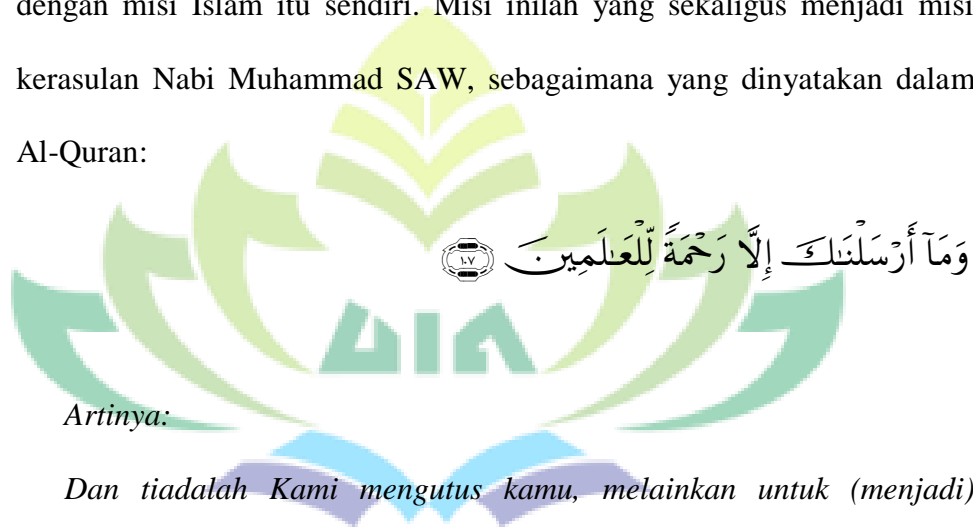 dengan misi Islam itu sendiri. Misi inilah yang sekaligus menjadi misi
kerasulan Nabi Muhammad SAW, sebagaimana yang dinyatakan dalam
Al-Quran:
وَمَآ أَرْسَلْنَـٰكَ إِلَّا رَحْمَةً لِّلْعَـٰلَمِينَ ١٠٧
UIN
Artinya:
Dan tiadalah Kami mengutus kamu, melainkan untuk (menjadi)